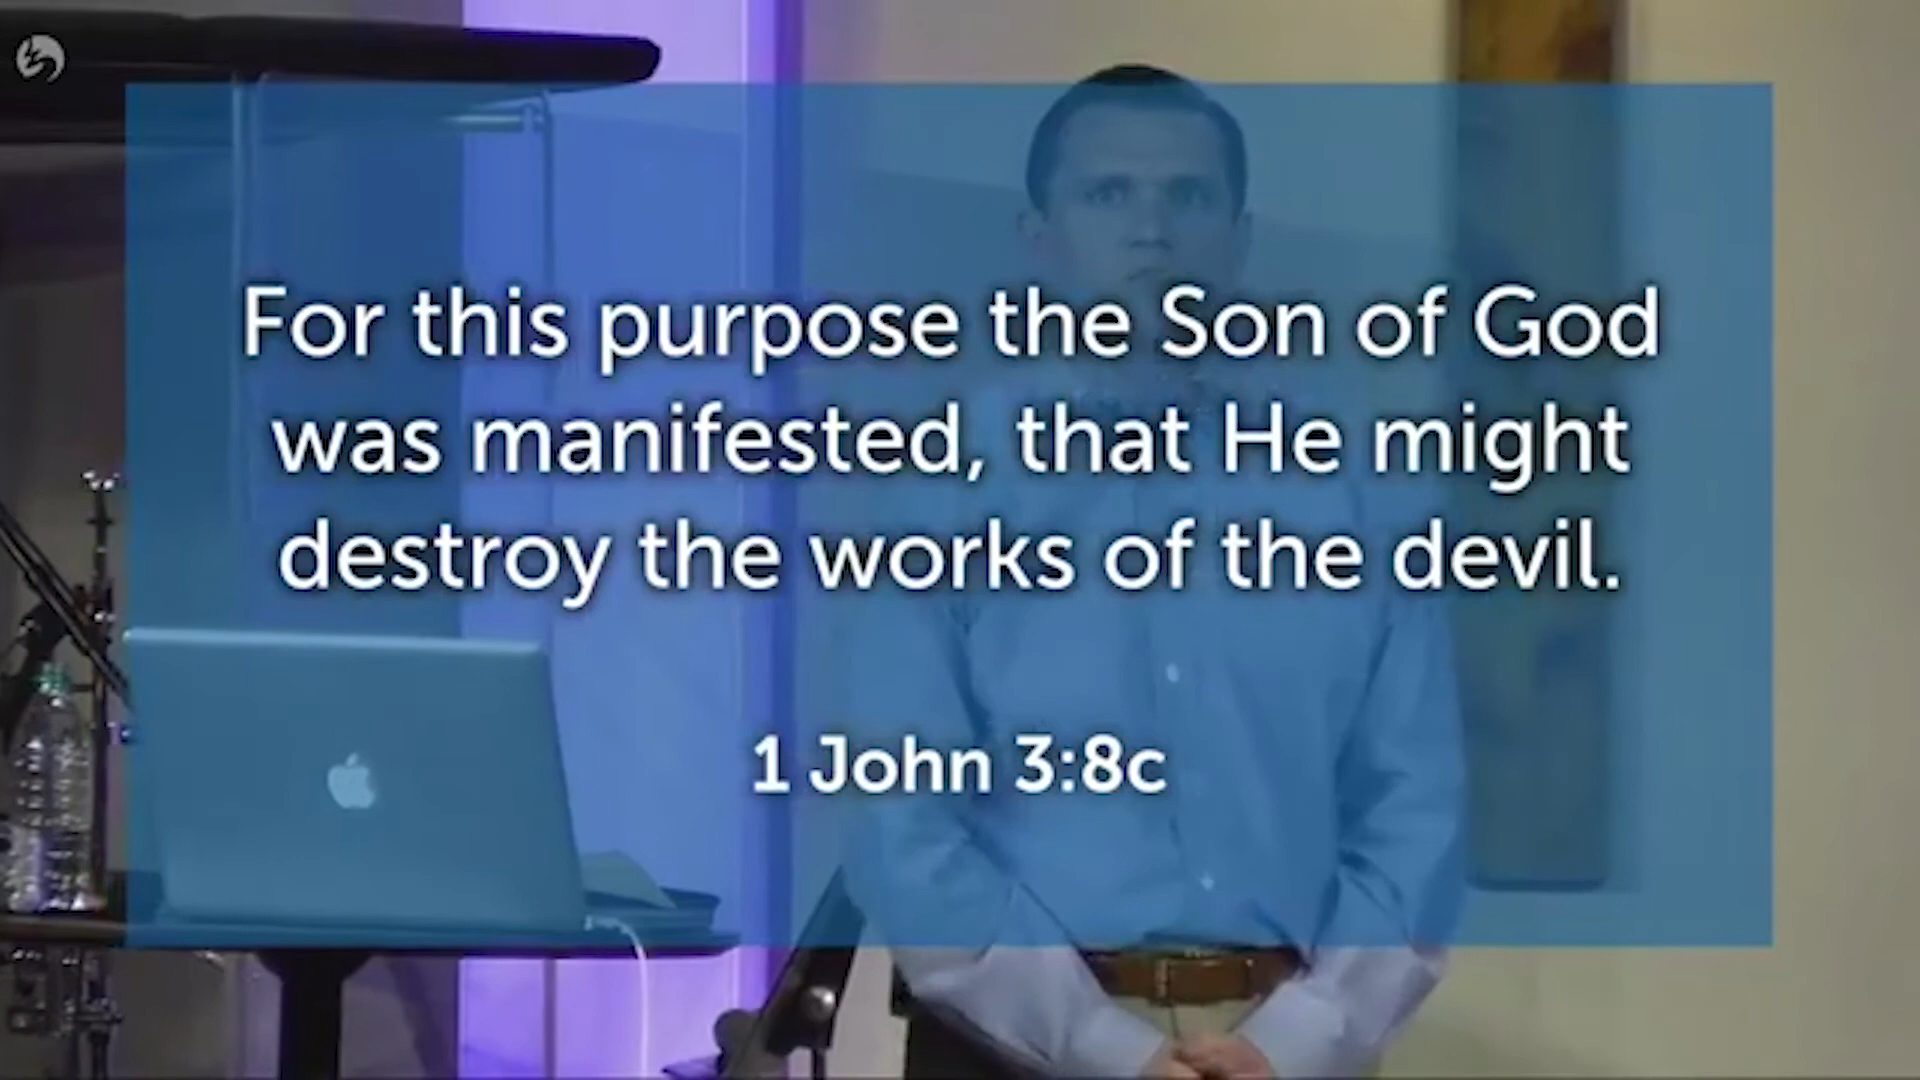 For this purpose the Son of God
was manifested, that He might
destroy the works of the devil.
1 John 3:8c